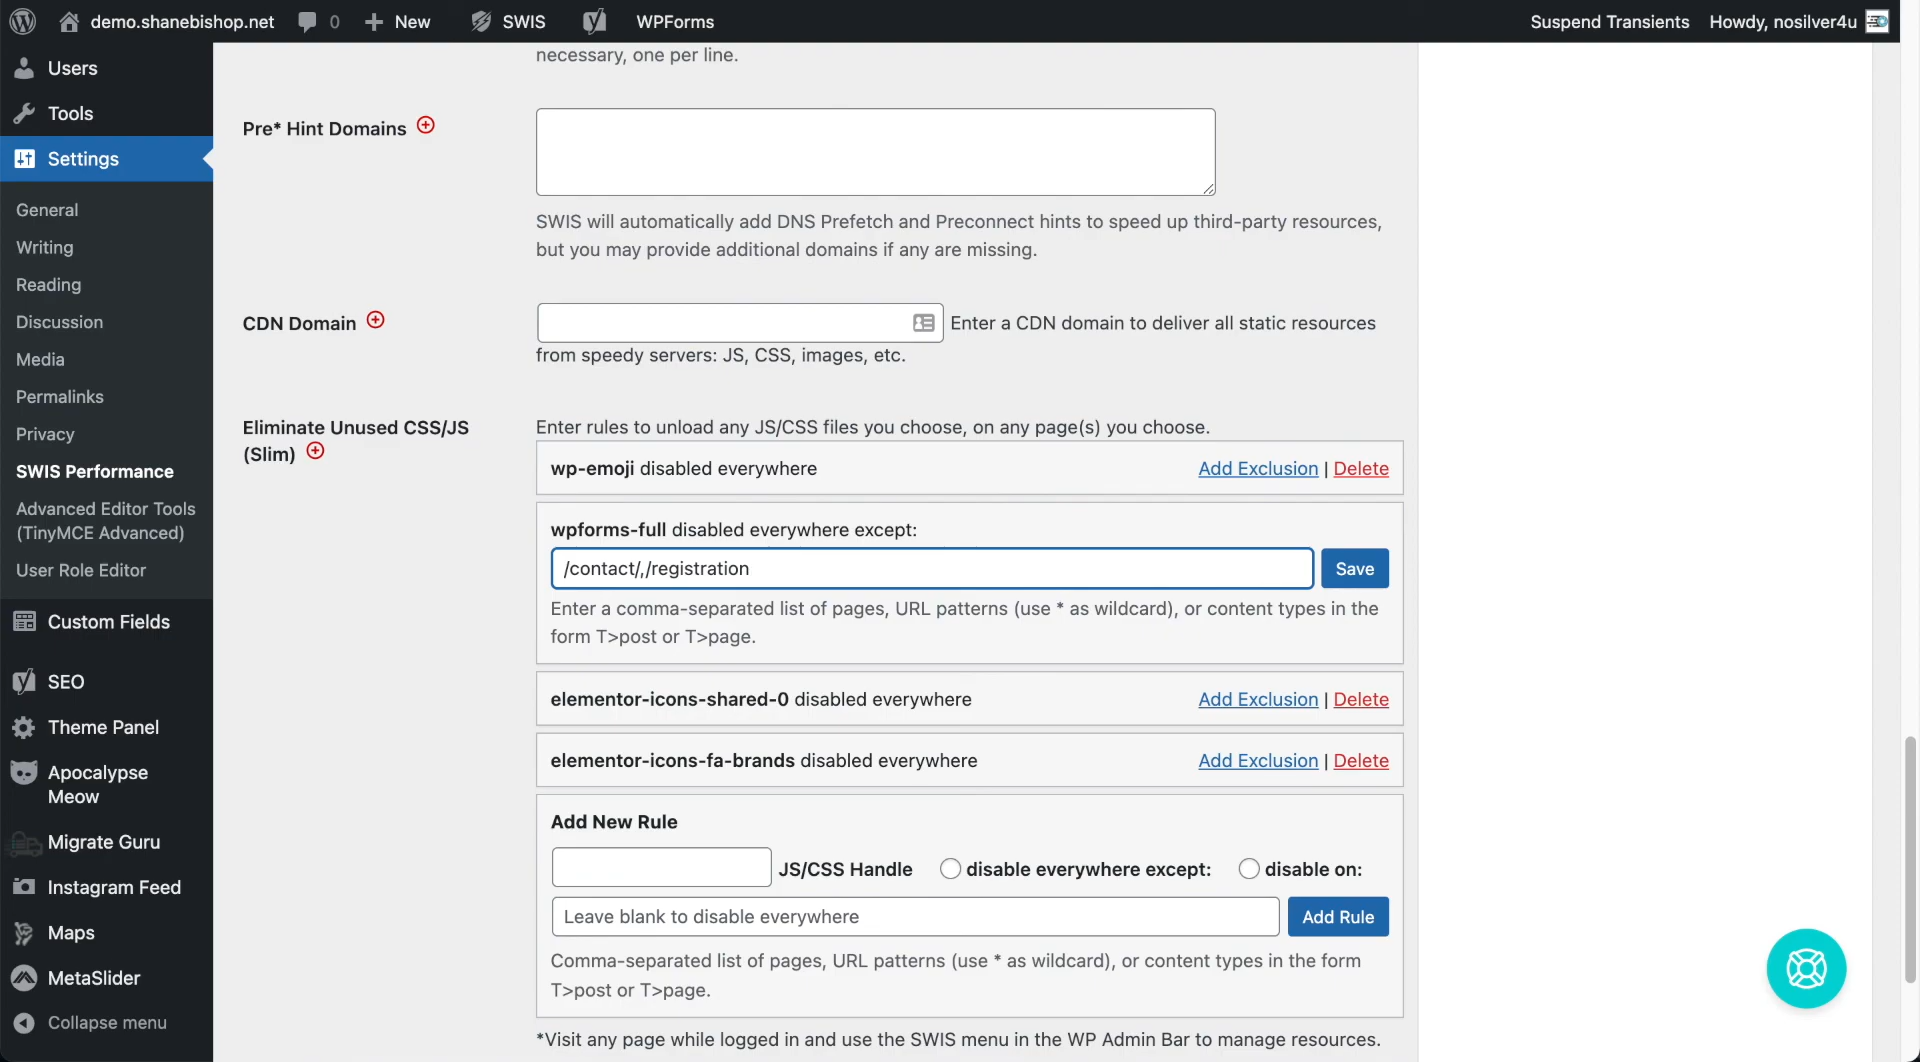 demo.shanebishop.net 0 New SWIS WPForms Suspend Transients Howdy, nosilver4u
Users
Tools
Settings
General
Writing
Reading
Discussion
Media
Permalinks
Privacy
SWIS Performance
Advanced Editor Tools
(TinyMCE Advanced)
User Role Editor
Custom Fields
SEO
Theme Panel
Apocalypse
Meow
Migrate Guru
Instagram Feed
Maps
MetaSlider
Collapse menu
necessary, one per line.
Pre* Hint Domains
SWIS will automatically add DNS Prefetch and Preconnect hints to speed up third-party resources,
but you may provide additional domains if any are missing.
CDN Domain
Enter a CDN domain to deliver all static resources
from speedy servers: JS, CSS, images, etc.
Eliminate Unused CSS/JS
(Slim)
Enter rules to unload any JS/CSS files you choose, on any page(s) you choose.
wp-emoji disabled everywhere Add Exclusion | Delete
wpforms-full disabled everywhere except:
/contact/,/registration Save
Enter a comma-separated list of pages, URL patterns (use * as wildcard), or content types in the
form T>post or T>page.
elementor-icons-shared-0 disabled everywhere Add Exclusion | Delete
elementor-icons-fa-brands disabled everywhere Add Exclusion | Delete
Add New Rule
JS/CSS Handle disable everywhere except: disable on:
Leave blank to disable everywhere Add Rule
Comma-separated list of pages, URL patterns (use * as wildcard), or content types in the form
T>post or T>page.
*Visit any page while logged in and use the SWIS menu in the WP Admin Bar to manage resources.